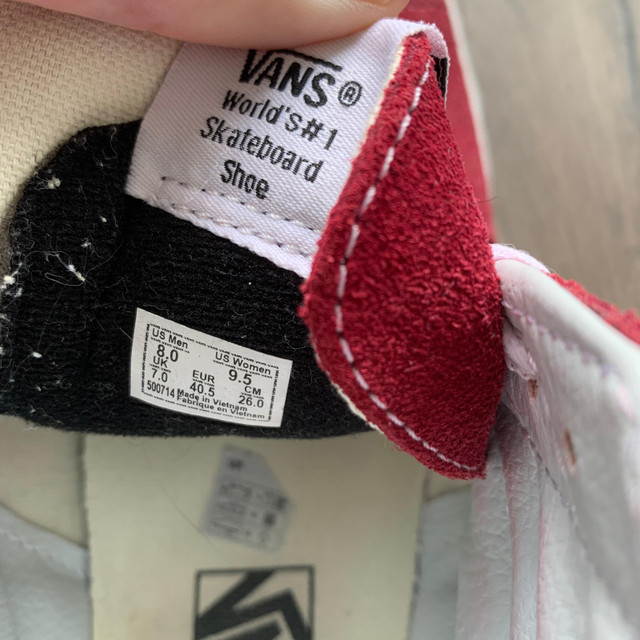 VANS®
World's #1
Skateboard
Shoe
US Men US Women
8.0 9.5
UK EUR CM
7.0 40.5 26.0
500714 Made in Vietnam
Fabriqué en Vietnam